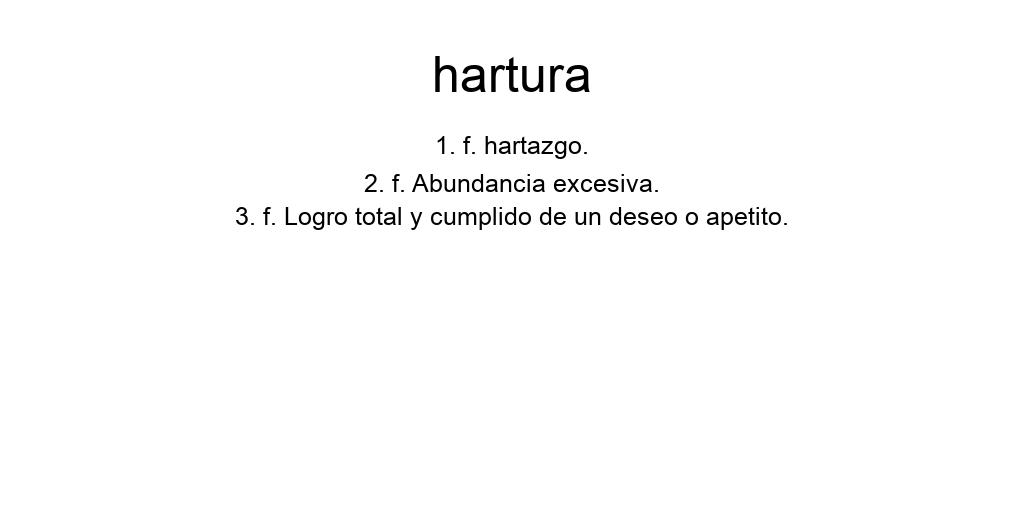 hartura
1. f. hartazgo.
2. f. Abundancia excesiva.
3. f. Logro total y cumplido de un deseo o apetito.